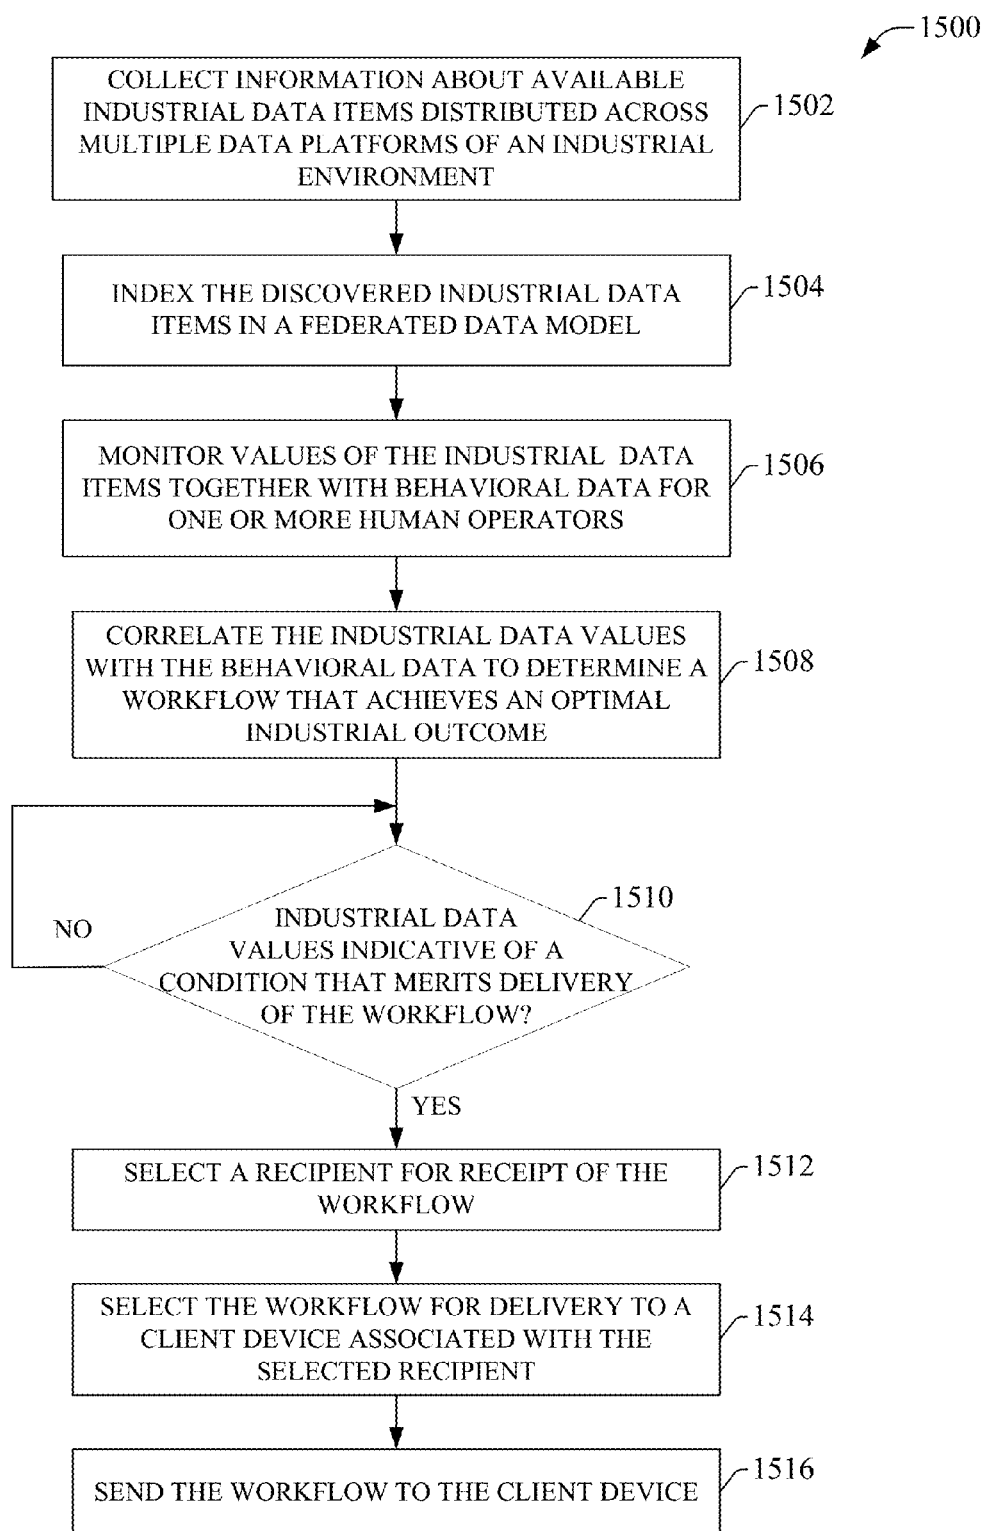 1500
COLLECT INFORMATION ABOUT AVAILABLE
INDUSTRIAL DATA ITEMS DISTRIBUTED ACROSS
MULTIPLE DATA PLATFORMS OF AN INDUSTRIAL
ENVIRONMENT
1502
INDEX THE DISCOVERED INDUSTRIAL DATA
ITEMS IN A FEDERATED DATA MODEL
1504
MONITOR VALUES OF THE INDUSTRIAL DATA
ITEMS TOGETHER WITH BEHAVIORAL DATA FOR
ONE OR MORE HUMAN OPERATORS
1506
CORRELATE THE INDUSTRIAL DATA VALUES
WITH THE BEHAVIORAL DATA TO DETERMINE A
WORKFLOW THAT ACHIEVES AN OPTIMAL
INDUSTRIAL OUTCOME
1508
INDUSTRIAL DATA
VALUES INDICATIVE OF A
CONDITION THAT MERITS DELIVERY
OF THE WORKFLOW?
1510
NO
YES
SELECT A RECIPIENT FOR RECEIPT OF THE
WORKFLOW
1512
SELECT THE WORKFLOW FOR DELIVERY TO A
CLIENT DEVICE ASSOCIATED WITH THE
SELECTED RECIPIENT
1514
SEND THE WORKFLOW TO THE CLIENT DEVICE
1516